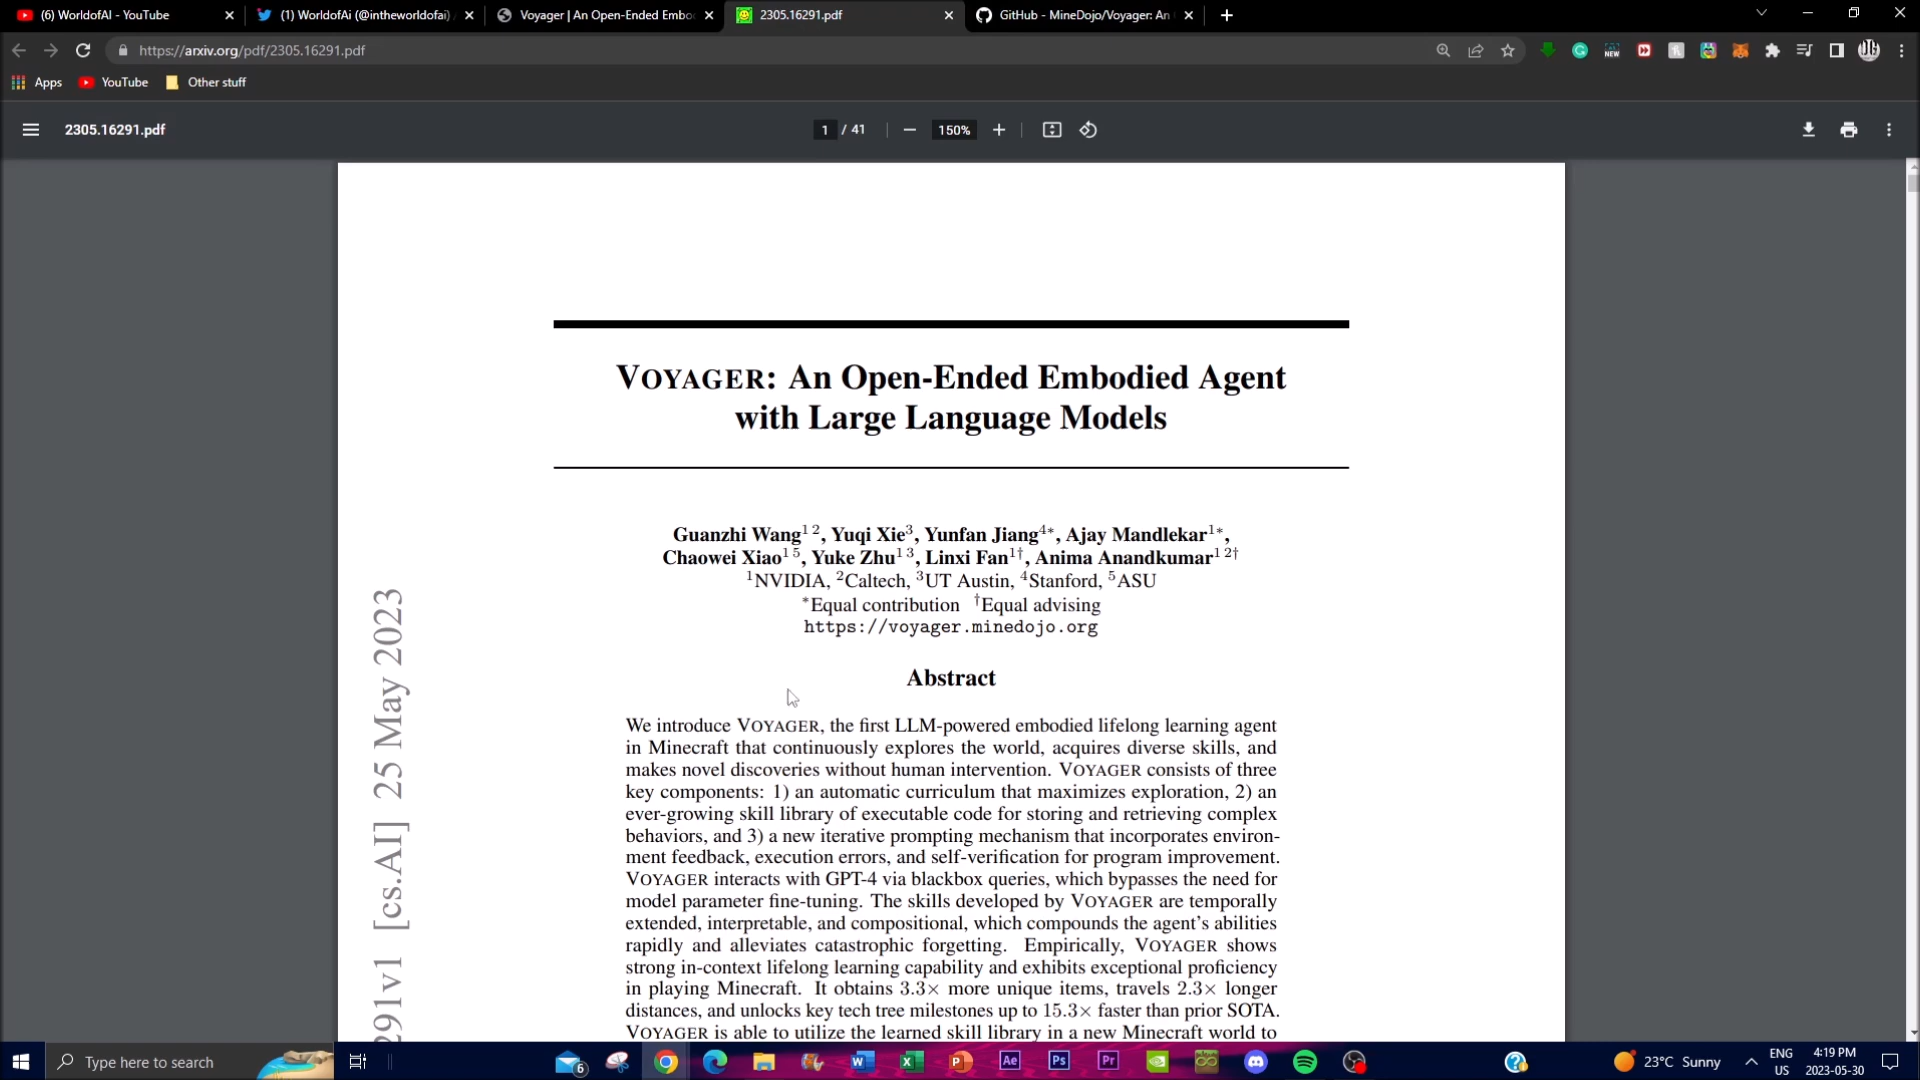 (6) WorldofAI - YouTube
(1) WorldofAi (@intheworldofai)
Voyager | An Open-Ended Embo
2305.16291.pdf
GitHub - MineDojo/Voyager: An
https://arxiv.org/pdf/2305.16291.pdf
NEW
Apps
YouTube
Other stuff
2305.16291.pdf
1 / 41
150%
VOYAGER: An Open-Ended Embodied Agent
with Large Language Models
Guanzhi Wang1 2, Yuqi Xie3, Yunfan Jiang4*, Ajay Mandlekar1*,
Chaowei Xiao1 5, Yuke Zhu1 3, Linxi Fan1†, Anima Anandkumar1 2†
1NVIDIA, 2Caltech, 3UT Austin, 4Stanford, 5ASU
*Equal contribution †Equal advising
https://voyager.minedojo.org
Abstract
We introduce VOYAGER, the first LLM-powered embodied lifelong learning agent
in Minecraft that continuously explores the world, acquires diverse skills, and
makes novel discoveries without human intervention. VOYAGER consists of three
key components: 1) an automatic curriculum that maximizes exploration, 2) an
ever-growing skill library of executable code for storing and retrieving complex
behaviors, and 3) a new iterative prompting mechanism that incorporates environ-
ment feedback, execution errors, and self-verification for program improvement.
VOYAGER interacts with GPT-4 via blackbox queries, which bypasses the need for
model parameter fine-tuning. The skills developed by VOYAGER are temporally
extended, interpretable, and compositional, which compounds the agent's abilities
rapidly and alleviates catastrophic forgetting. Empirically, VOYAGER shows
strong in-context lifelong learning capability and exhibits exceptional proficiency
in playing Minecraft. It obtains 3.3× more unique items, travels 2.3× longer
distances, and unlocks key tech tree milestones up to 15.3× faster than prior SOTA.
VOYAGER is able to utilize the learned skill library in a new Minecraft world to
291v1 [cs.AI] 25 May 2023
Type here to search
6
Ae
Ps
Pr
23°C Sunny
ENG
US
4:19 PM
2023-05-30